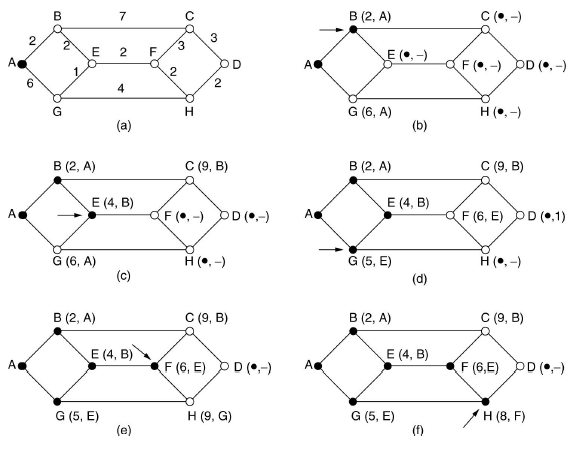 B 7 C
2 2 3 3
A E 2 F D
6 1 2 2
4
G H
(a)
B (2, A) C (●, –)
E (●, –)
A F (●, –) D (●, –)
G (6, A) H (●, –)
(b)
B (2, A) C (9, B)
E (4, B)
A F (●, –) D (●,–)
G (6, A) H (●, –)
(c)
B (2, A) C (9, B)
E (4, B)
A F (6, E) D (●,1)
G (5, E) H (●, –)
(d)
B (2, A) C (9, B)
E (4, B)
A F (6, E) D (●,–)
G (5, E) H (9, G)
(e)
B (2, A) C (9, B)
E (4, B)
A F (6,E) D (●,–)
G (5, E) H (8, F)
(f)